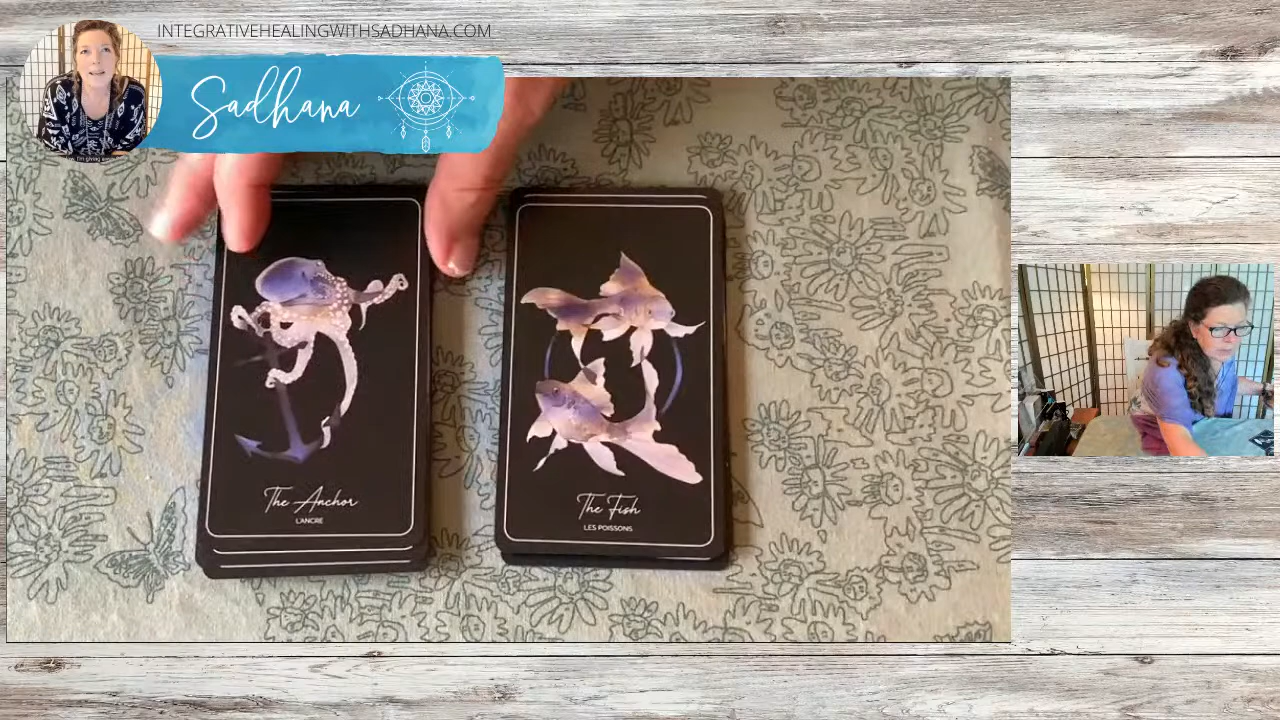 INTEGRATIVEHEALINGWITHSADHANA.COM
Sadhana
The Anchor
L'ANCRE
The Fish
LES POISSONS